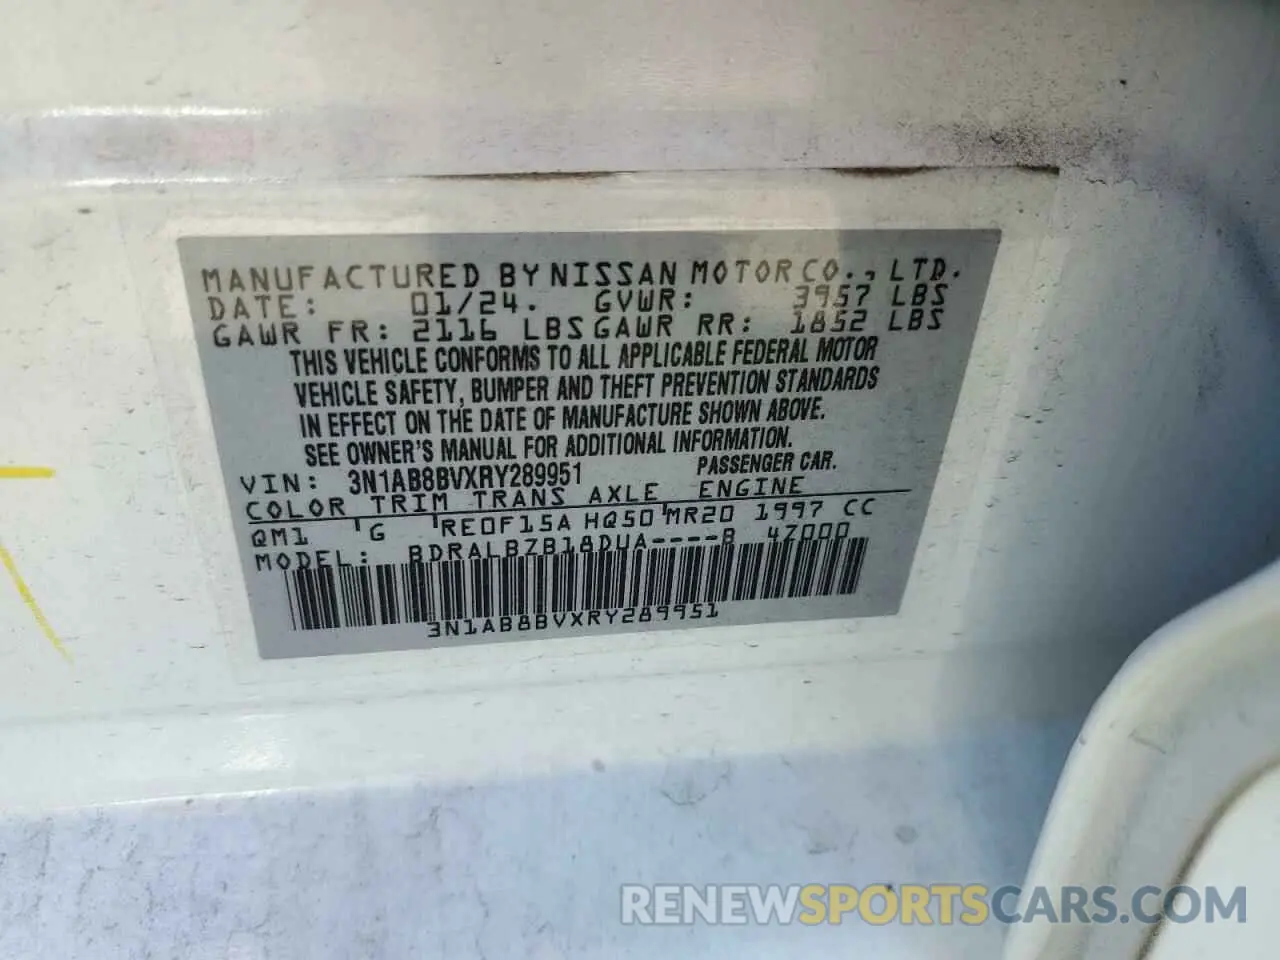 MANUFACTURED BY NISSAN MOTOR CO., LTD.
DATE: 01/24. GVWR: 3957 LBS
GAWR FR: 2116 LBS GAWR RR: 1852 LBS
THIS VEHICLE CONFORMS TO ALL APPLICABLE FEDERAL MOTOR
VEHICLE SAFETY, BUMPER AND THEFT PREVENTION STANDARDS
IN EFFECT ON THE DATE OF MANUFACTURE SHOWN ABOVE.
SEE OWNER'S MANUAL FOR ADDITIONAL INFORMATION.
VIN: 3N1AB8BVXRY289951 PASSENGER CAR.
COLOR TRIM TRANS AXLE ENGINE
QM1 G RE0F15A HQ50 MR20 1997 CC
MODEL: BDRALBZB18DUA----B 47000
3N1AB8BVXRY289951
RENEWSPORTSCARS.COM